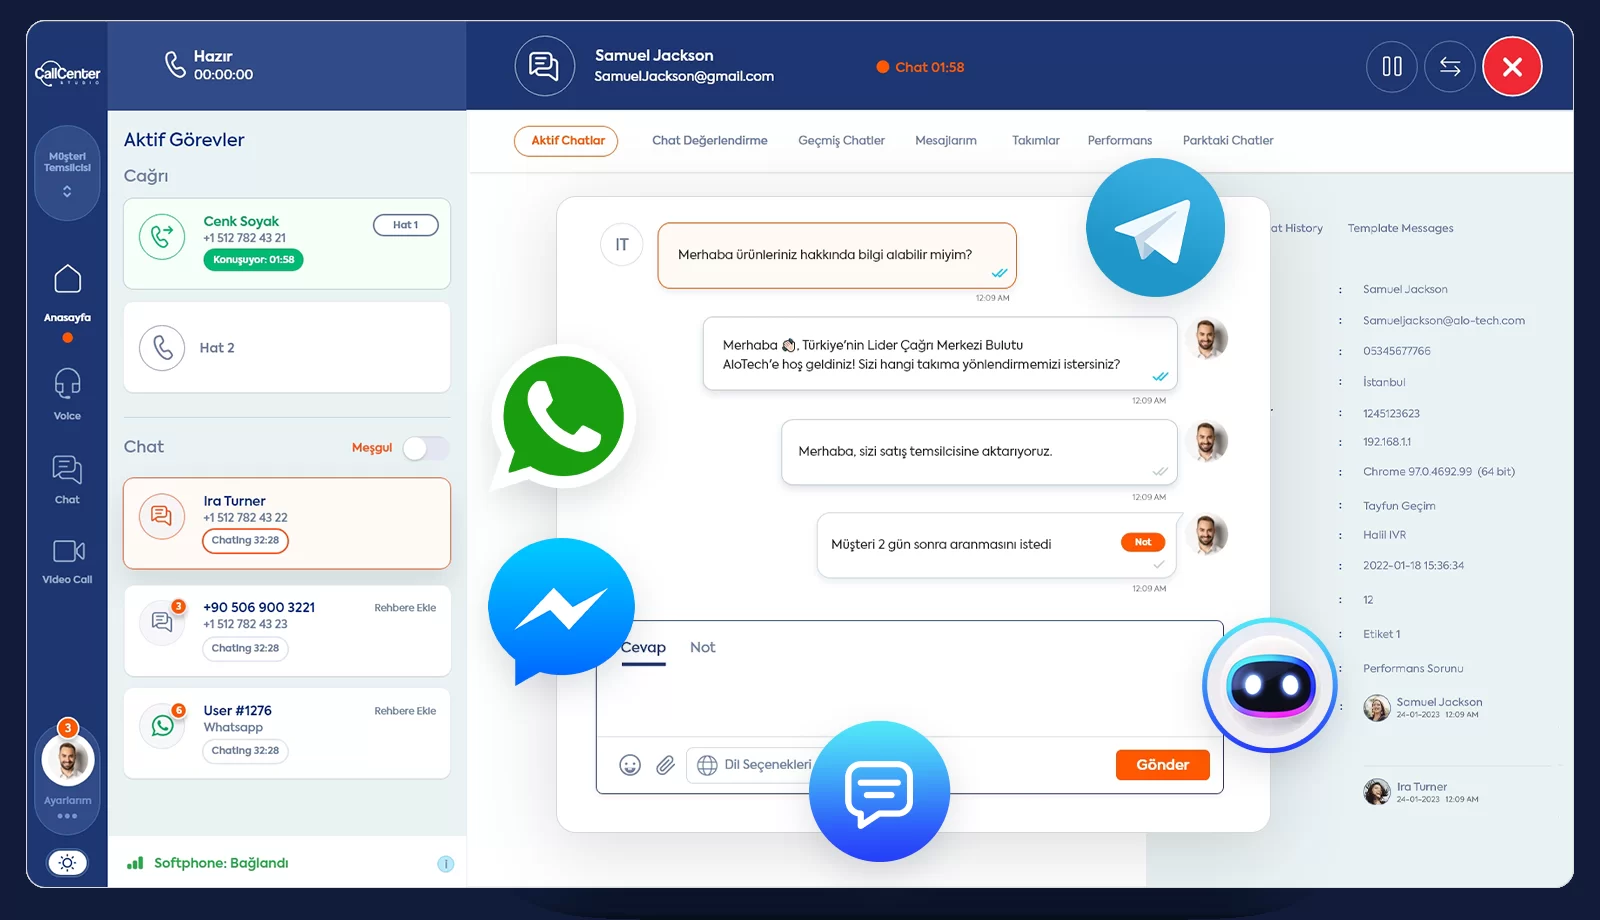 CallCenter
STUDIO
Hazır
00:00:00
Samuel Jackson
SamuelJackson@gmail.com
Chat 01:58
Müşteri
Temsilcisi
Anasayfa
Voice
Chat
Video Call
3
Ayarlarım
Aktif Görevler
Cağrı
Cenk Soyak
+1 512 782 43 21
Konuşuyor: 01:58
Hat 1
Hat 2
Chat
Meşgul
Ira Turner
+1 512 782 43 22
Chating 32:28
3
+90 506 900 3221
Rehbere Ekle
+1 512 782 43 23
Chating 32:28
6
User #1276
Rehbere Ekle
Whatsapp
Chating 32:28
Softphone: Bağlandı
i
Aktif Chatlar
Chat Değerlendirme
Geçmiş Chatler
Mesajlarım
Takımlar
Performans
Parktaki Chatler
IT
Merhaba ürünleriniz hakkında bilgi alabilir miyim?
12:09 AM
Merhaba 👋🏻, Türkiye'nin Lider Çağrı Merkezi Bulutu
AloTech'e hoş geldiniz! Sizi hangi takıma yönlendirmemizi istersiniz?
12:09 AM
Merhaba, sizi satış temsilcisine aktarıyoruz.
12:09 AM
Müşteri 2 gün sonra aranmasını istedi
Not
12:09 AM
Cevap
Not
Dil Seçenekleri
Gönder
at History
Template Messages
: Samuel Jackson
: Samueljackson@alo-tech.com
: 05345677766
: İstanbul
: 1245123623
: 192.168.1.1
: Chrome 97.0.4692.99 (64 bit)
: Tayfun Geçim
: Halil IVR
: 2022-01-18 15:36:34
: 12
: Etiket 1
: Performans Sorunu
: Samuel Jackson
24-01-2023 12:09 AM
Ira Turner
24-01-2023 12:09 AM